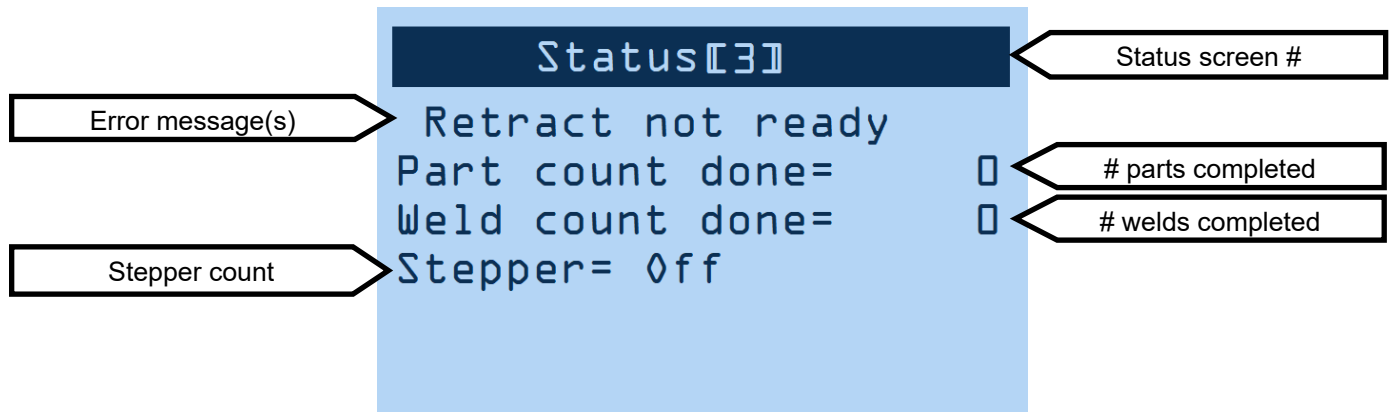 Status[3]
Status screen #
Error message(s)
Retract not ready
Part count done= 0
# parts completed
Weld count done= 0
# welds completed
Stepper count
Stepper= Off